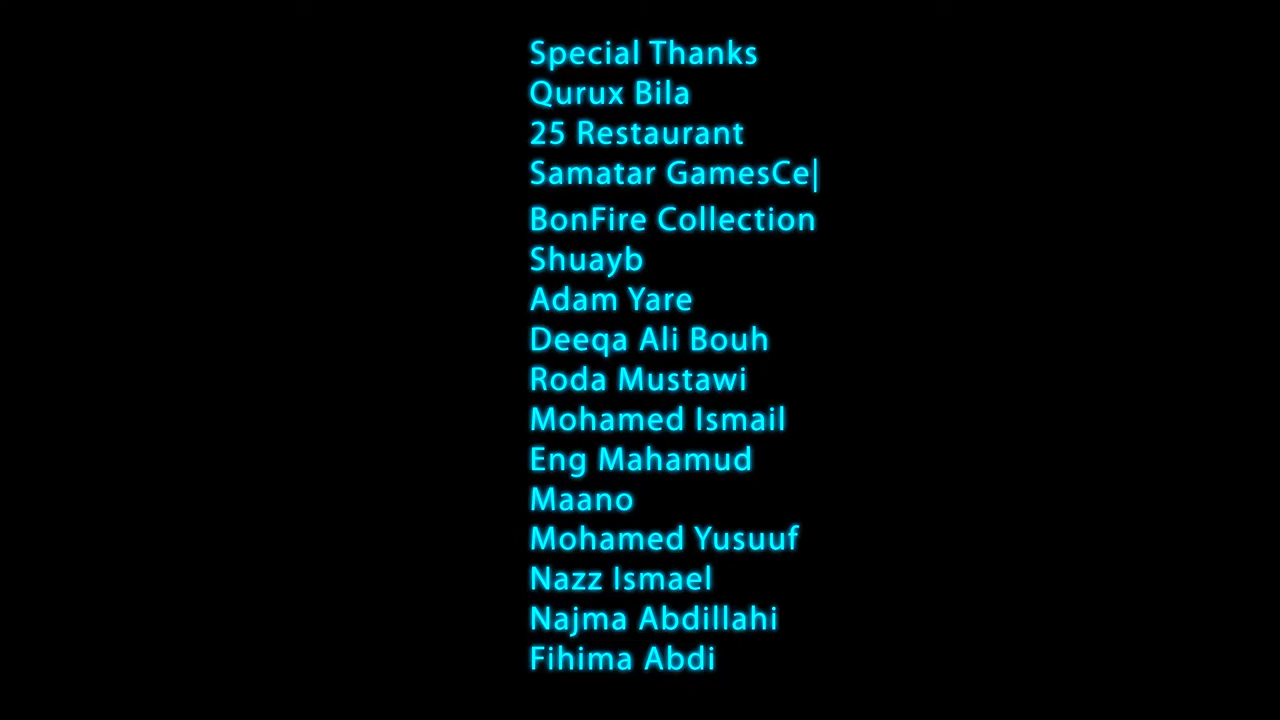 Special Thanks
Qurux Bila
25 Restaurant
Samatar GamesCe|
BonFire Collection
Shuayb
Adam Yare
Deeqa Ali Bouh
Roda Mustawi
Mohamed Ismail
Eng Mahamud
Maano
Mohamed Yusuuf
Nazz Ismael
Najma Abdillahi
Fihima Abdi